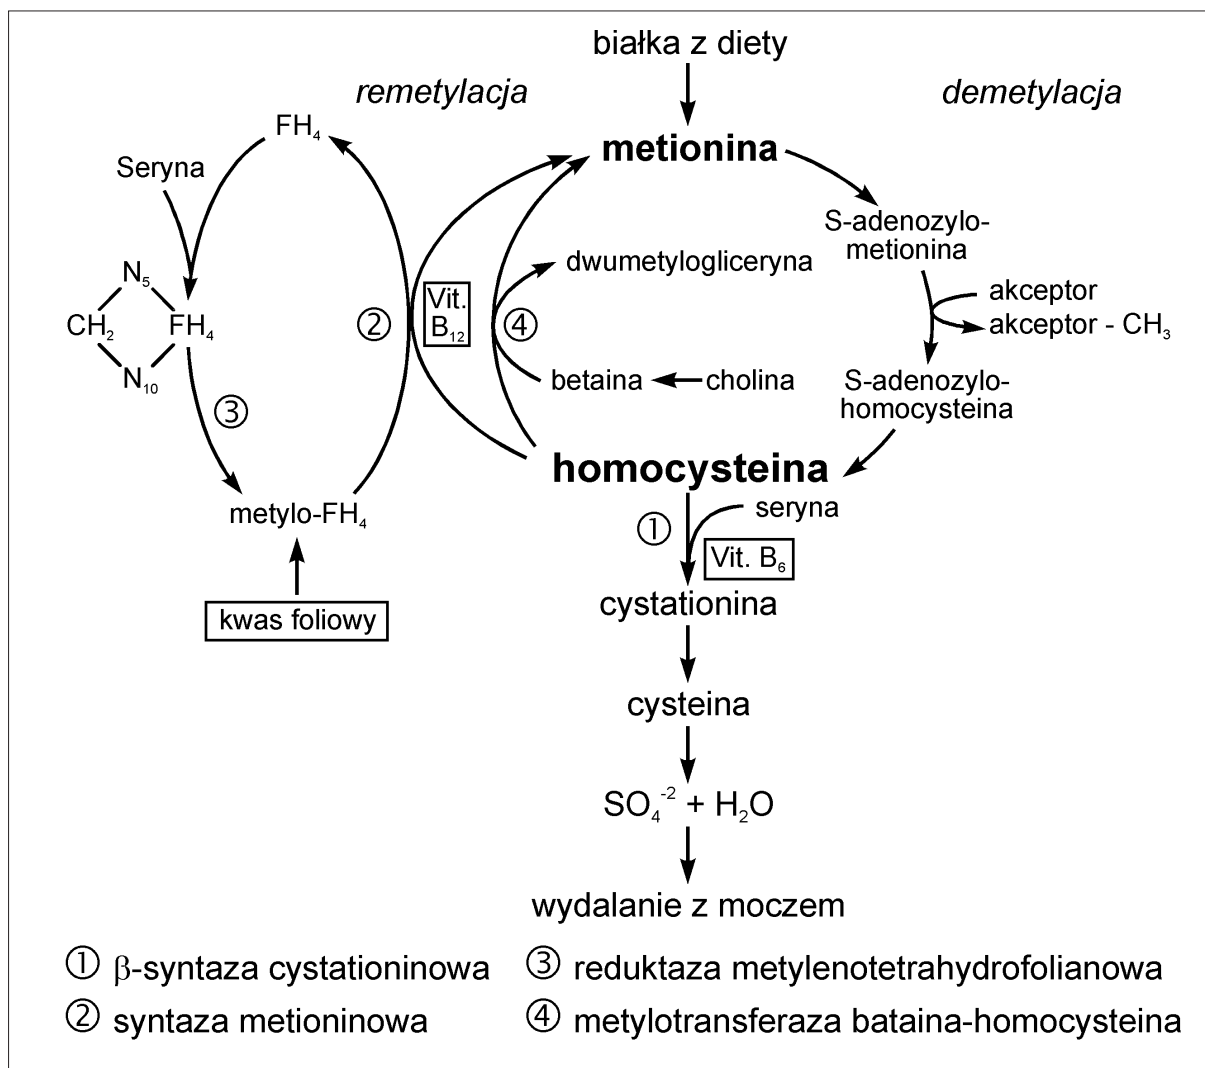 białka z diety
remetylacja
demetylacja
FH₄
metionina
Seryna
S-adenozylo-
metionina
dwumetylogliceryna
N₅
Vit.
B₁₂
akceptor
CH₂
FH₄
②
④
akceptor - CH₃
N₁₀
betaina
cholina
S-adenozylo-
homocysteina
③
homocysteina
metylo-FH₄
①
seryna
Vit. B₆
kwas foliowy
cystationina
cysteina
SO₄⁻² + H₂O
wydalanie z moczem
① β-syntaza cystationinowa
③ reduktaza metylenotetrahydrofolianowa
② syntaza metioninowa
④ metylotransferaza bataina-homocysteina